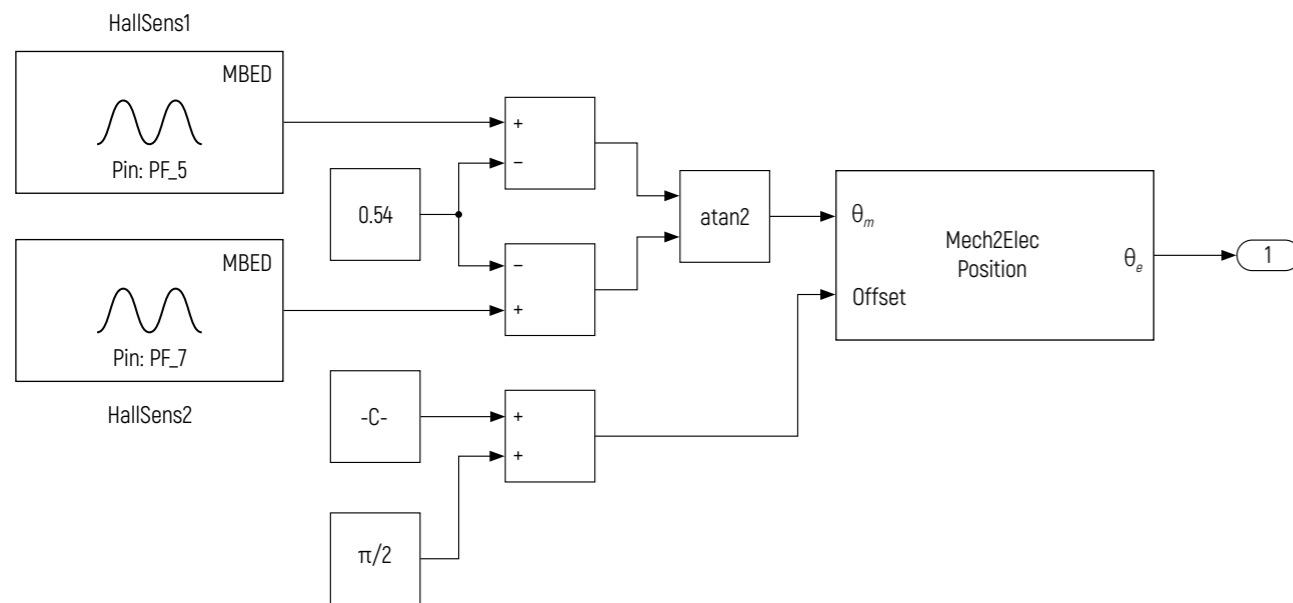 HallSens1
MBED
Pin: PF_5
+
−
0.54
atan2
θm
Mech2Elec
Position
θe
1
Offset
MBED
Pin: PF_7
−
+
HallSens2
-C-
+
+
π/2